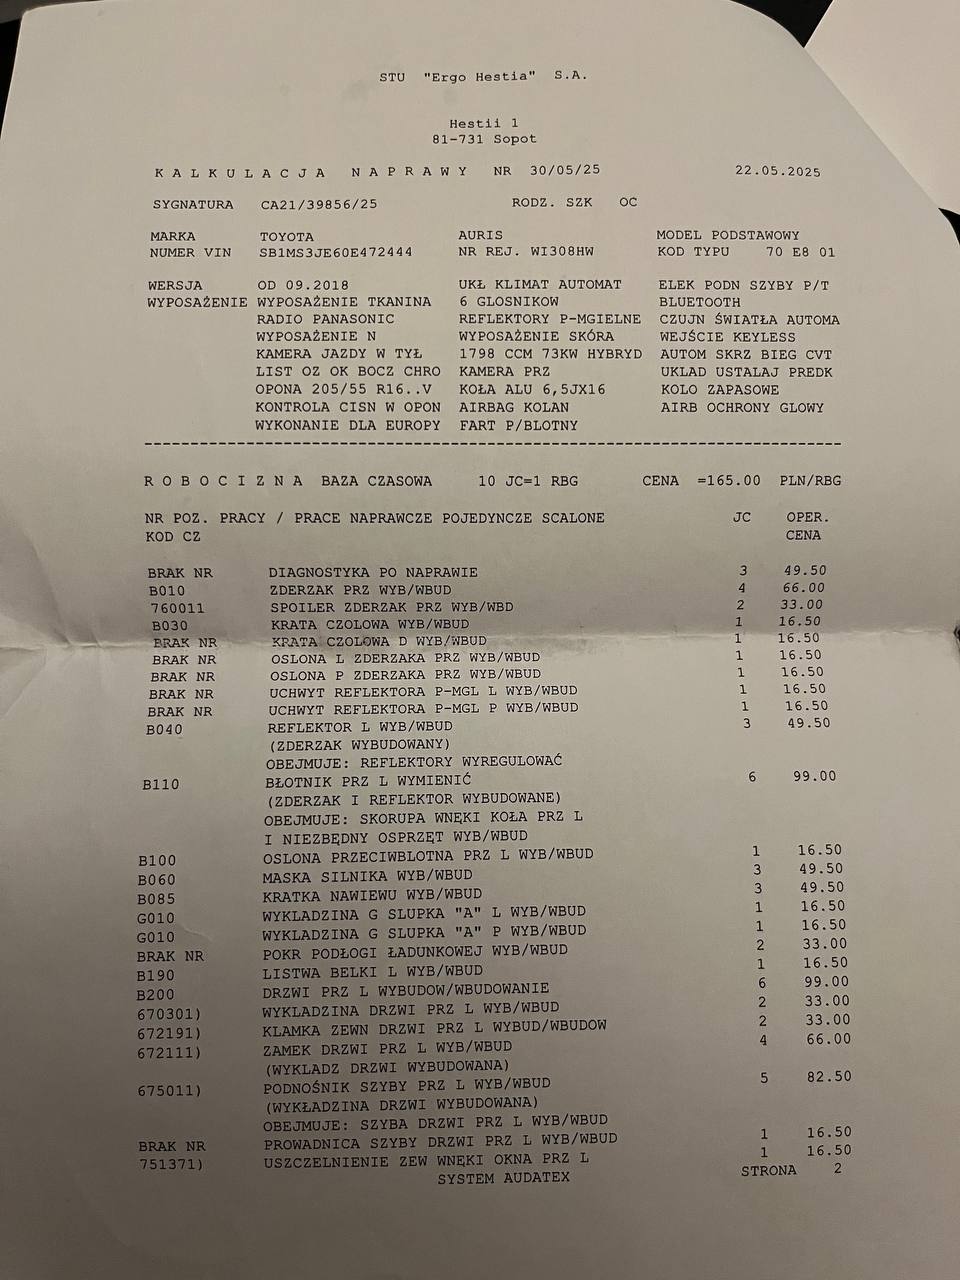 STU "Ergo Hestia" S.A.
Hestii 1
81-731 Sopot
KALKULACJA NAPRAWY NR 30/05/25 22.05.2025
SYGNATURA CA21/39856/25 RODZ. SZK OC
MARKA TOYOTA AURIS MODEL PODSTAWOWY
NUMER VIN SB1MS3JE60E472444 NR REJ. WI308HW KOD TYPU 70 E8 01
WERSJA OD 09.2018 UKŁ KLIMAT AUTOMAT ELEK PODN SZYBY P/T
WYPOSAŻENIE WYPOSAŻENIE TKANINA 6 GLOSNIKOW BLUETOOTH
RADIO PANASONIC REFLEKTORY P-MGIELNE CZUJN ŚWIATŁA AUTOMA
WYPOSAŻENIE N WYPOSAŻENIE SKÓRA WEJŚCIE KEYLESS
KAMERA JAZDY W TYŁ 1798 CCM 73KW HYBRYD AUTOM SKRZ BIEG CVT
LIST OZ OK BOCZ CHRO KAMERA PRZ UKLAD USTALAJ PREDK
OPONA 205/55 R16..V KOŁA ALU 6,5JX16 KOLO ZAPASOWE
KONTROLA CISN W OPON AIRBAG KOLAN AIRB OCHRONY GLOWY
WYKONANIE DLA EUROPY FART P/BLOTNY
ROBOCIZNA BAZA CZASOWA 10 JC=1 RBG CENA =165.00 PLN/RBG
NR POZ. PRACY / PRACE NAPRAWCZE POJEDYNCZE SCALONE JC OPER.
KOD CZ CENA
BRAK NR DIAGNOSTYKA PO NAPRAWIE 3 49.50
B010 ZDERZAK PRZ WYB/WBUD 4 66.00
760011 SPOILER ZDERZAK PRZ WYB/WBD 2 33.00
B030 KRATA CZOLOWA WYB/WBUD 1 16.50
BRAK NR KRATA CZOLOWA D WYB/WBUD 1 16.50
BRAK NR OSLONA L ZDERZAKA PRZ WYB/WBUD 1 16.50
BRAK NR OSLONA P ZDERZAKA PRZ WYB/WBUD 1 16.50
BRAK NR UCHWYT REFLEKTORA P-MGL L WYB/WBUD 1 16.50
BRAK NR UCHWYT REFLEKTORA P-MGL P WYB/WBUD 1 16.50
B040 REFLEKTOR L WYB/WBUD 3 49.50
(ZDERZAK WYBUDOWANY)
OBEJMUJE: REFLEKTORY WYREGULOWAĆ
B110 BŁOTNIK PRZ L WYMIENIĆ 6 99.00
(ZDERZAK I REFLEKTOR WYBUDOWANE)
OBEJMUJE: SKORUPA WNĘKI KOŁA PRZ L
I NIEZBĘDNY OSPRZĘT WYB/WBUD
B100 OSLONA PRZECIWBLOTNA PRZ L WYB/WBUD 1 16.50
B060 MASKA SILNIKA WYB/WBUD 3 49.50
B085 KRATKA NAWIEWU WYB/WBUD 3 49.50
G010 WYKLADZINA G SLUPKA "A" L WYB/WBUD 1 16.50
G010 WYKLADZINA G SLUPKA "A" P WYB/WBUD 1 16.50
BRAK NR POKR PODŁOGI ŁADUNKOWEJ WYB/WBUD 2 33.00
B190 LISTWA BELKI L WYB/WBUD 1 16.50
B200 DRZWI PRZ L WYBUDOW/WBUDOWANIE 6 99.00
670301) WYKLADZINA DRZWI PRZ L WYB/WBUD 2 33.00
672191) KLAMKA ZEWN DRZWI PRZ L WYBUD/WBUDOW 2 33.00
672111) ZAMEK DRZWI PRZ L WYB/WBUD 4 66.00
(WYKLADZ DRZWI WYBUDOWANA)
675011) PODNOŚNIK SZYBY PRZ L WYB/WBUD 5 82.50
(WYKŁADZINA DRZWI WYBUDOWANA)
OBEJMUJE: SZYBA DRZWI PRZ L WYB/WBUD
BRAK NR PROWADNICA SZYBY DRZWI PRZ L WYB/WBUD 1 16.50
751371) USZCZELNIENIE ZEW WNĘKI OKNA PRZ L 1 16.50
SYSTEM AUDATEX STRONA 2